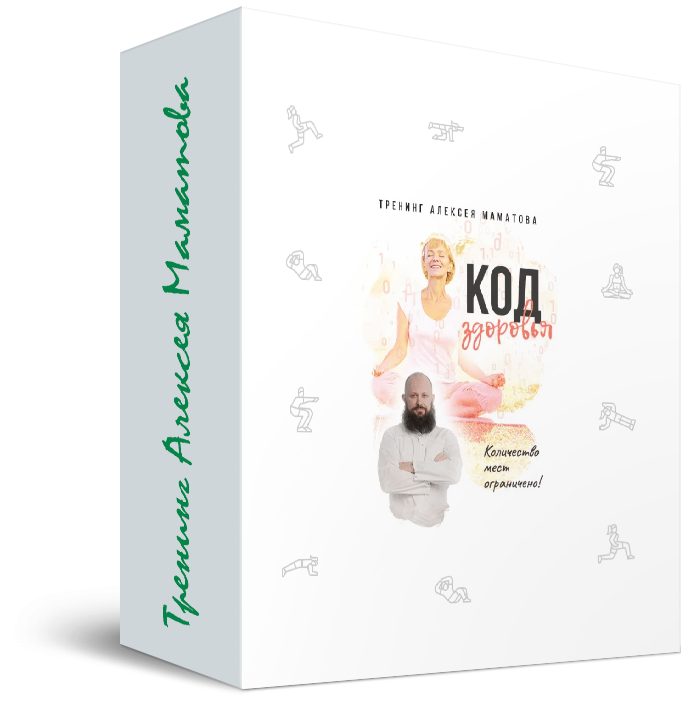 Тренинг Алексея Маматова
ТРЕНИНГ АЛЕКСЕЯ МАМАТОВА
КОД
здоровья
Количество
мест
ограничено!